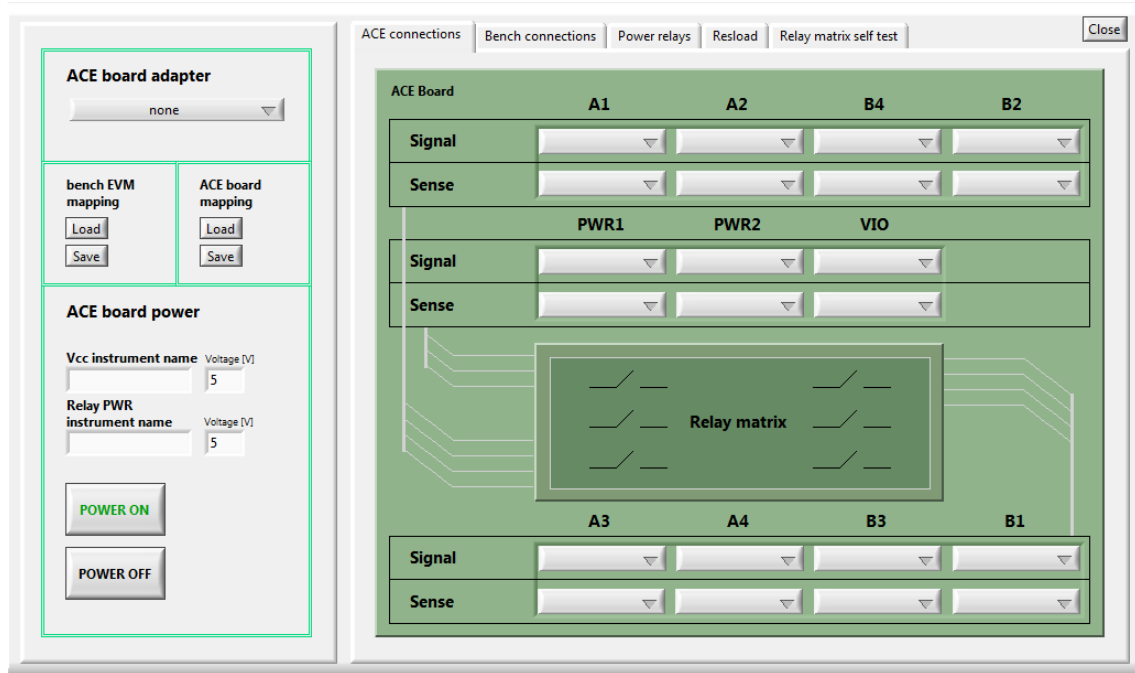 ACE connections Bench connections Power relays Resload Relay matrix self test Close
ACE board adapter
none
bench EVM mapping
Load
Save
ACE board mapping
Load
Save
ACE board power
Vcc instrument name Voltage [V]
5
Relay PWR
instrument name Voltage [V]
5
POWER ON
POWER OFF
ACE Board
A1 A2 B4 B2
Signal
Sense
PWR1 PWR2 VIO
Signal
Sense
Relay matrix
A3 A4 B3 B1
Signal
Sense